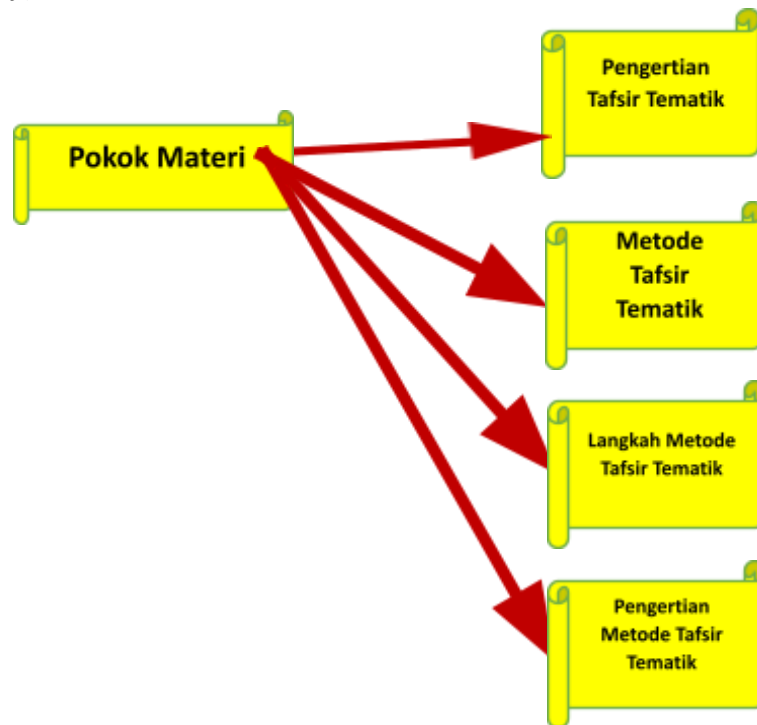 Pokok Materi
Pengertian
Tafsir Tematik
Metode
Tafsir
Tematik
Langkah Metode
Tafsir Tematik
Pengertian
Metode Tafsir
Tematik